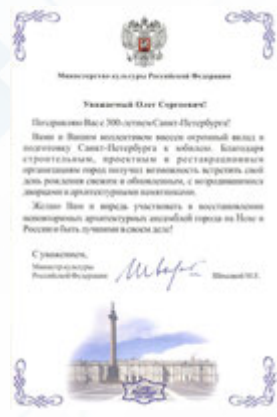 Министерство культуры Российской Федерации
Уважаемый Олег Сергеевич!
Поздравляю Вас с 300-летием Санкт-Петербурга!
Вами и Вашим коллективом внесен огромный вклад в
подготовку Санкт-Петербурга к юбилею. Благодаря
строительным, проектным и реставрационным
организациям город получил возможность встретить свой
день рождения свежим и обновленным, с возродившимися
дворцами и архитектурными памятниками.
Желаю Вам и впредь участвовать в восстановлении
неповторимых архитектурных ансамблей города на Неве и
России и быть лучшими в своем деле!
С уважением,
Министр культуры
Российской Федерации
Швыдкой М.Е.